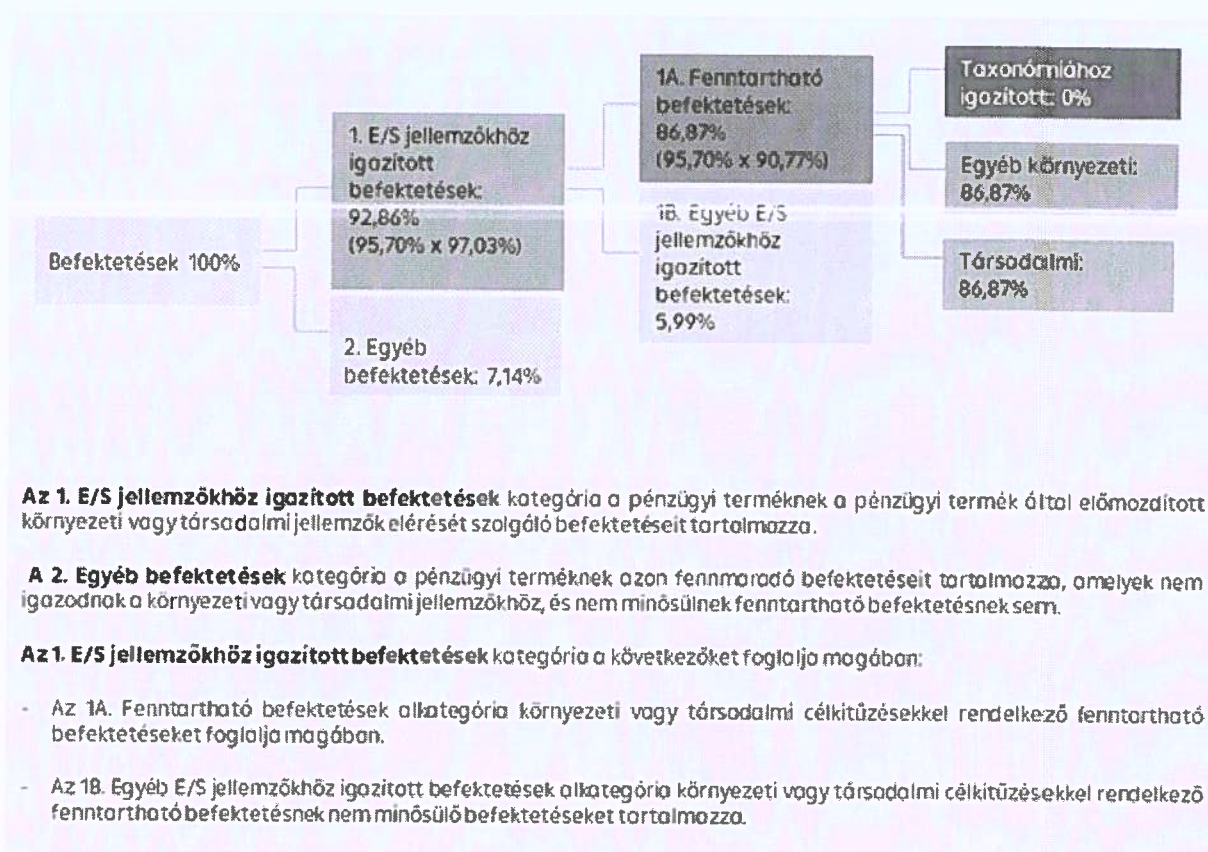 Befektetések 100%
1. E/S jellemzőkhöz
igazított
befektetések:
92,86%
(95,70% x 97,03%)
2. Egyéb
befektetések: 7,14%
1A. Fenntartható
befektetések:
86,87%
(95,70% x 90,77%)
1B. Egyéb E/S
jellemzőkhöz
igazított
befektetések:
5,99%
Taxonómiához
igazított: 0%
Egyéb környezeti:
86,87%
Társadalmi:
86,87%
Az 1. E/S jellemzőkhöz igazított befektetések kategória a pénzügyi terméknek a pénzügyi termék által előmozdított
környezeti vagy társadalmi jellemzők elérését szolgáló befektetéseit tartalmazza.
A 2. Egyéb befektetések kategória a pénzügyi terméknek azon fennmaradó befektetéseit tartalmazza, amelyek nem
igazodnak a környezeti vagy társadalmi jellemzőkhöz, és nem minősülnek fenntartható befektetésnek sem.
Az 1. E/S jellemzőkhöz igazított befektetések kategória a következőket foglalja magában:
- Az 1A. Fenntartható befektetések alkategória környezeti vagy társadalmi célkitűzésekkel rendelkező fenntartható
befektetéseket foglalja magában.
- Az 1B. Egyéb E/S jellemzőkhöz igazított befektetések alkategória környezeti vagy társadalmi célkitűzésekkel rendelkező
fenntartható befektetésnek nem minősülő befektetéseket tartalmazza.